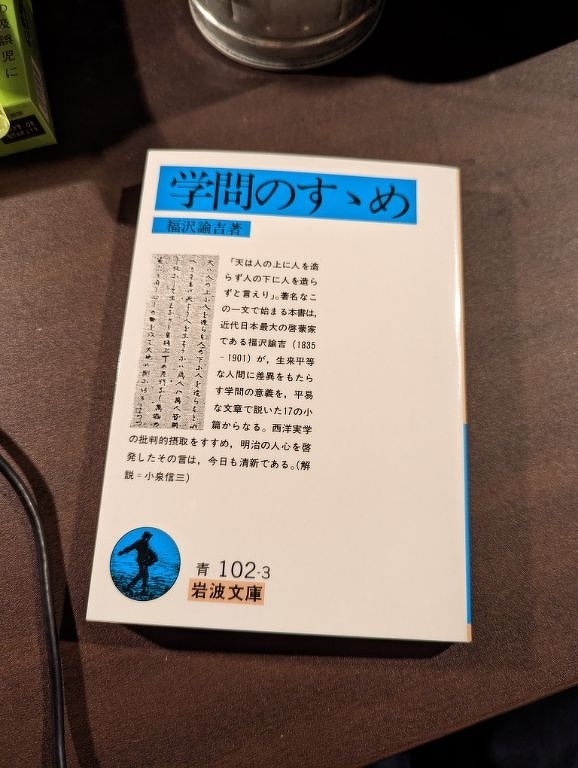 学問のすゝめ
福沢諭吉著
「天は人の上に人を造
らず人の下に人を造ら
ずと言えり」。著名なこ
の一文で始まる本書は,
近代日本最大の啓蒙家
である福沢諭吉(1835
-1901)が,生来平等
な人間に差異をもたら
す学問の意義を,平易
な文章で説いた17の小
篇からなる。西洋実学
の批判的摂取をすすめ,明治の人心を啓
発したその言は,今日も清新である。(解
説=小泉信三)
青 102-3
岩波文庫